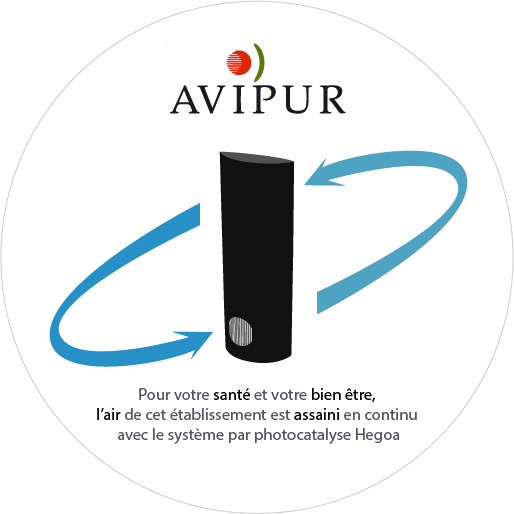 AVIPUR
Pour votre santé et votre bien être,
l'air de cet établissement est assaini en continu
avec le système par photocatalyse Hegoa